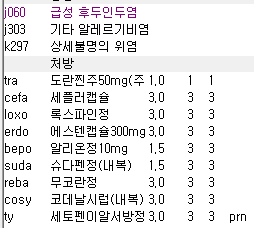 j060 급성 후두인두염
j303 기타 알레르기비염
k297 상세불명의 위염
처방
tra 도란찐주50mg(주 1.0 1 1
cefa 세플러캡슐 3.0 3 3
loxo 록스파인정 3.0 3 3
erdo 에스텐캡슐300mg 3.0 3 3
bepo 알리온정10mg 1.5 3 3
suda 슈다펜정(내복) 1.5 3 3
reba 무코란정 3.0 3 3
cosy 코데날시럽(내복) 3.0 3 3
ty 세토펜이알서방정 3.0 3 3 prn